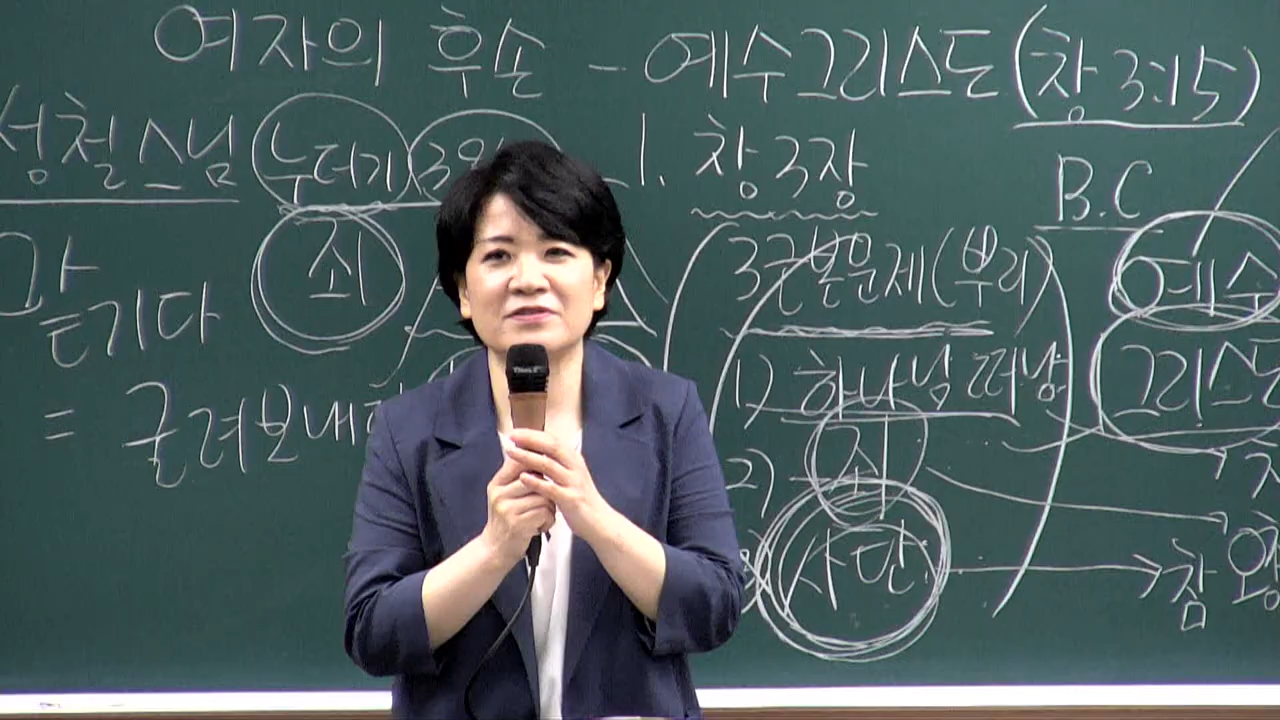 여자의 후손 - 예수그리스도 (창 3:15)
성철스님 누더기 3
1. 창 3장
B.C
죄
3근본문제(뿌리)
예수
튼기다
1) 하나님 떠남
그리스도
= 굴려보내
2) 죄
3) 사단 → 참 왕